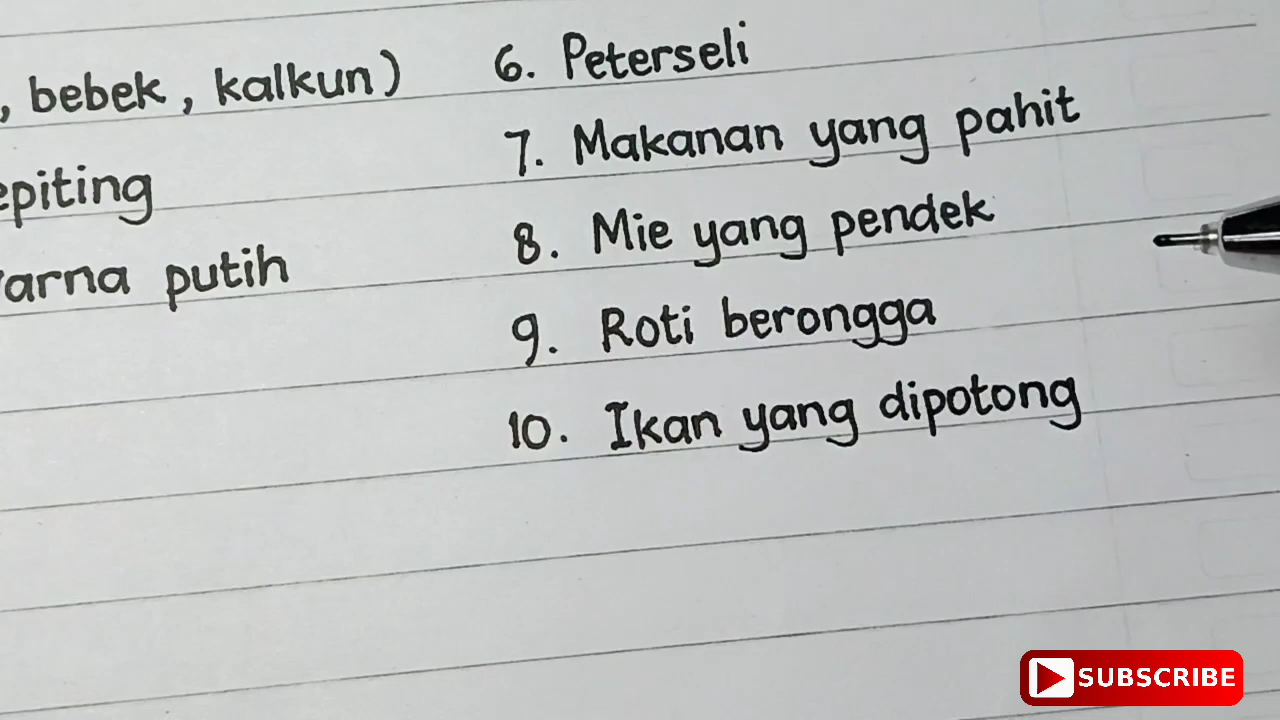 , bebek, kalkun)
epiting
arna putih
6. Peterseli
7. Makanan yang pahit
8. Mie yang pendek
9. Roti berongga
10. Ikan yang dipotong
SUBSCRIBE